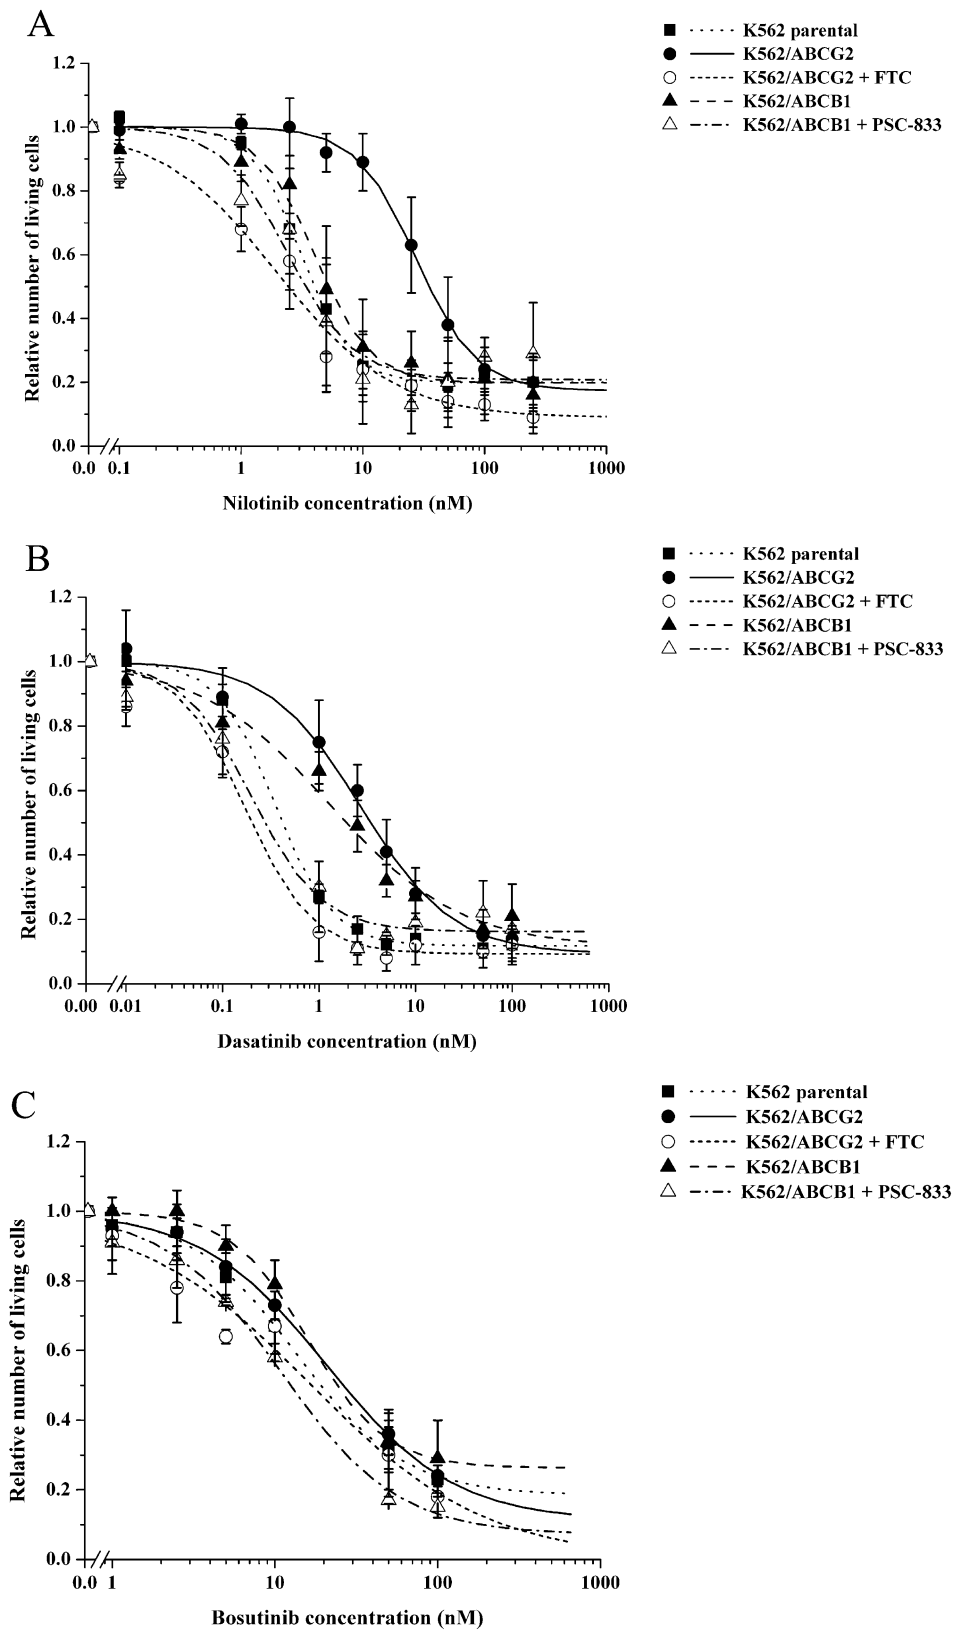 A
K562 parental
K562/ABCG2
K562/ABCG2 + FTC
K562/ABCB1
K562/ABCB1 + PSC-833
Relative number of living cells
1.2
1.0
0.8
0.6
0.4
0.2
0.0
0.0 0.1 1 10 100 1000
Nilotinib concentration (nM)
B
K562 parental
K562/ABCG2
K562/ABCG2 + FTC
K562/ABCB1
K562/ABCB1 + PSC-833
Relative number of living cells
1.2
1.0
0.8
0.6
0.4
0.2
0.0
0.00 0.01 0.1 1 10 100 1000
Dasatinib concentration (nM)
C
K562 parental
K562/ABCG2
K562/ABCG2 + FTC
K562/ABCB1
K562/ABCB1 + PSC-833
Relative number of living cells
1.2
1.0
0.8
0.6
0.4
0.2
0.0
0.0 1 10 100 1000
Bosutinib concentration (nM)